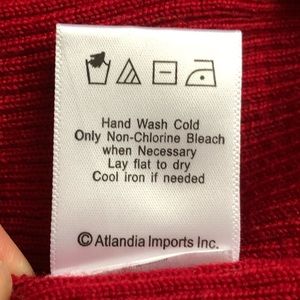 Hand Wash Cold
Only Non-Chlorine Bleach
when Necessary
Lay flat to dry
Cool iron if needed
© Atlandia Imports Inc.